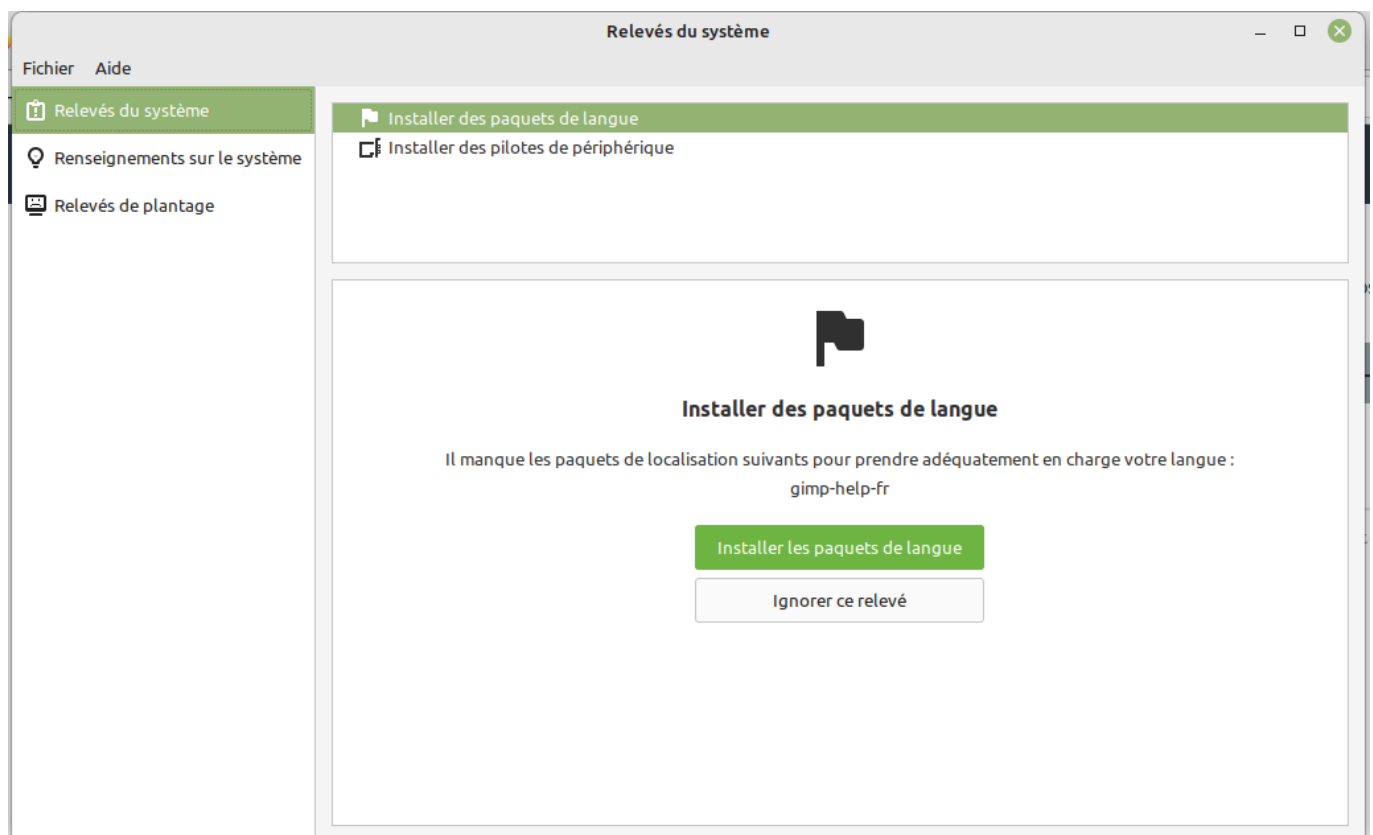 Relevés du système
Fichier Aide
Relevés du système
Renseignements sur le système
Relevés de plantage
Installer des paquets de langue
Installer des pilotes de périphérique
Installer des paquets de langue
Il manque les paquets de localisation suivants pour prendre adéquatement en charge votre langue :
gimp-help-fr
Installer les paquets de langue
Ignorer ce relevé